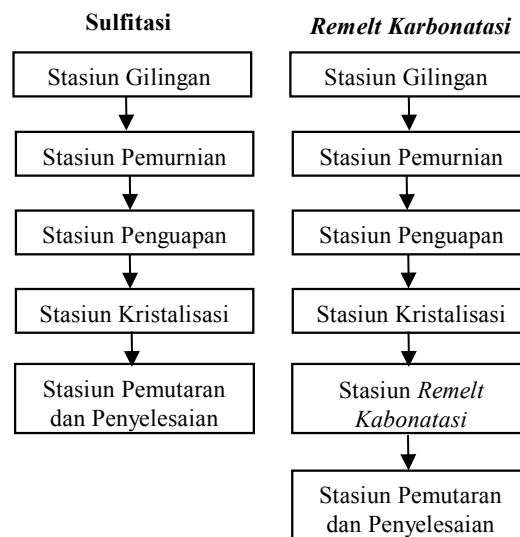 Sulfitasi
Stasiun Gilingan
Stasiun Pemurnian
Stasiun Penguapan
Stasiun Kristalisasi
Stasiun Pemutaran
dan Penyelesaian
Remelt Karbonatasi
Stasiun Gilingan
Stasiun Pemurnian
Stasiun Penguapan
Stasiun Kristalisasi
Stasiun Remelt
Kabonatasi
Stasiun Pemutaran
dan Penyelesaian